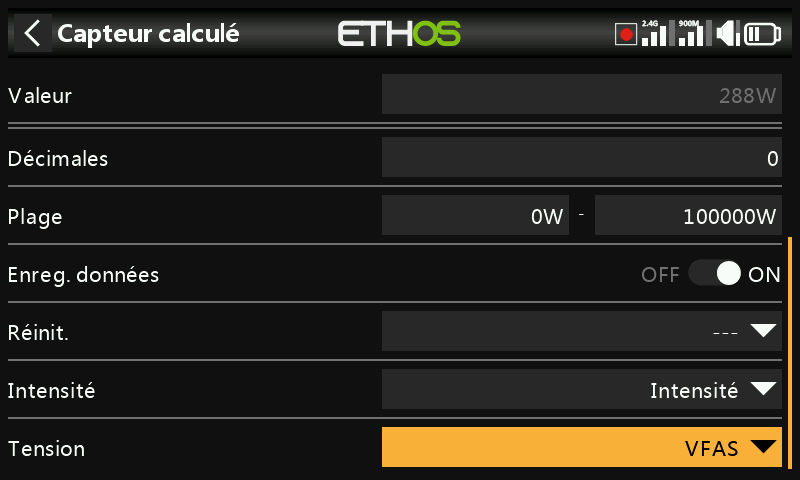 Capteur calculé ETHOS 2.4G 900M
Valeur 288W
Décimales 0
Plage 0W - 100000W
Enreg. données OFF ON
Réinit. ---
Intensité Intensité
Tension VFAS